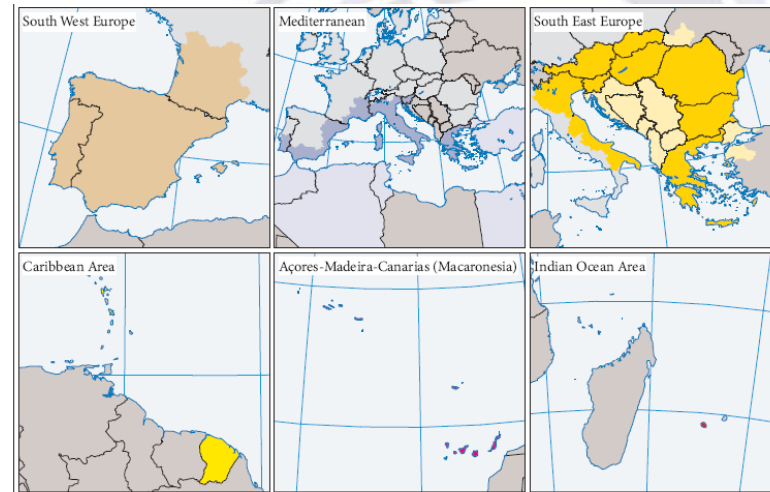 South West Europe
Mediterranean
South East Europe
Caribbean Area
Açores-Madeira-Canarias (Macaronesia)
Indian Ocean Area